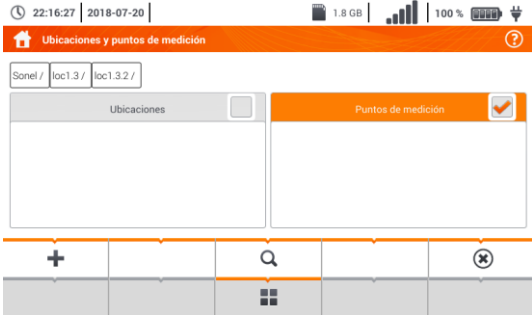 22:16:27 2018-07-20 1.8 GB 100 %
Ubicaciones y puntos de medición ?
Sonel / loc1.3 / loc1.3.2 /
Ubicaciones Puntos de medición